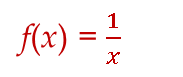 f(x) = 1/x